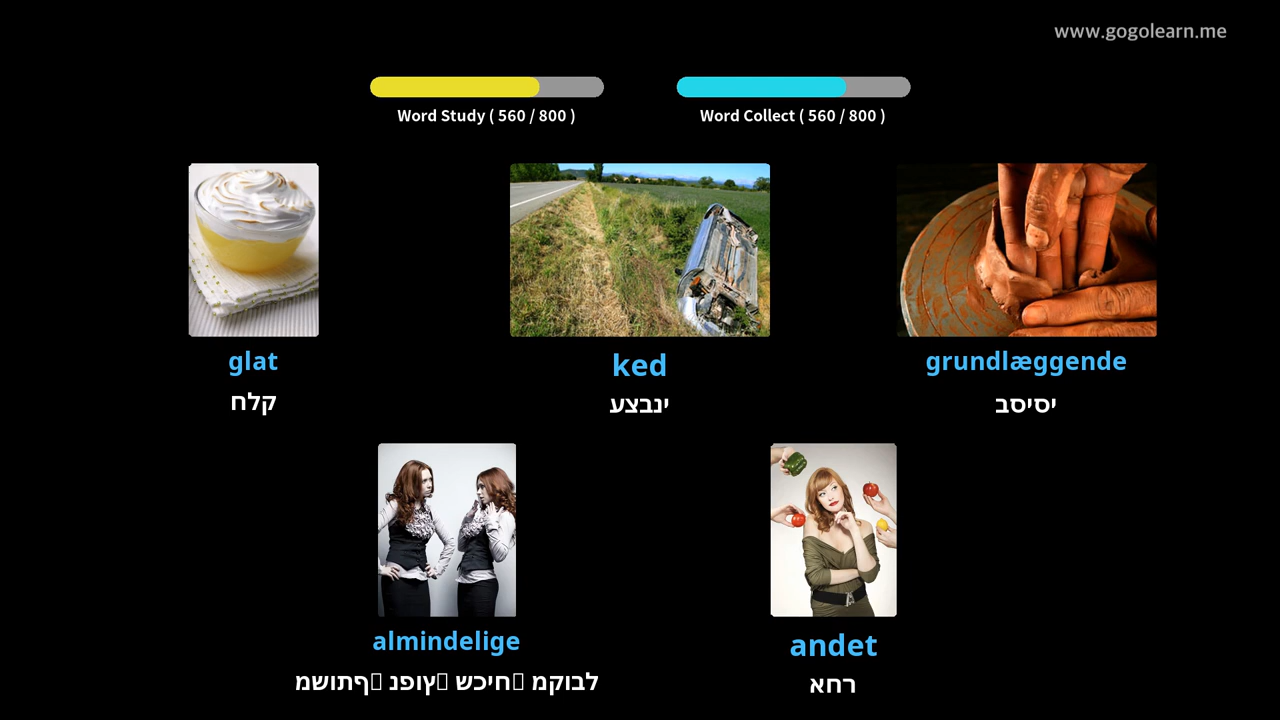 www.gogolearn.me
Word Study ( 560 / 800 )
Word Collect ( 560 / 800 )
glat
קלח
ked
ינבצע
grundlæggende
יסיסב
almindelige
לבוקמ □חיכש □ץופנ □ףתושמ
andet
רחא